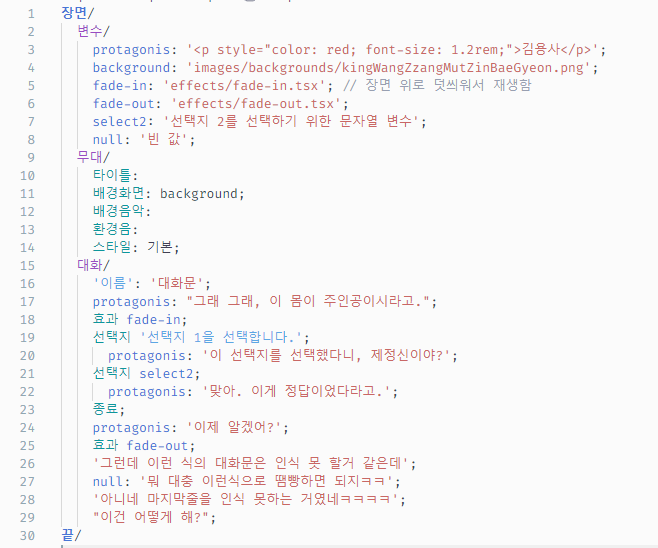 1 장면/
2 변수/
3 protagonis: '<p style="color: red; font-size: 1.2rem;">김용사</p>';
4 background: 'images/backgrounds/kingWangZzangMutZinBaeGyeon.png';
5 fade-in: 'effects/fade-in.tsx'; // 장면 위로 덧씌워서 재생함
6 fade-out: 'effects/fade-out.tsx';
7 select2: '선택지 2를 선택하기 위한 문자열 변수';
8 null: '빈 값';
9 무대/
10 타이틀:
11 배경화면: background;
12 배경음악:
13 환경음:
14 스타일: 기본;
15 대화/
16 '이름': '대화문';
17 protagonis: "그래 그래, 이 몸이 주인공이시라고.";
18 효과 fade-in;
19 선택지 '선택지 1을 선택합니다.';
20 protagonis: '이 선택지를 선택했다니, 제정신이야?';
21 선택지 select2;
22 protagonis: '맞아. 이게 정답이었다라고.';
23 종료;
24 protagonis: '이제 알겠어?';
25 효과 fade-out;
26 '그런데 이런 식의 대화문은 인식 못 할거 같은데';
27 null: '뭐 대충 이런식으로 땜빵하면 되지ㅋㅋ';
28 '아니네 마지막줄을 인식 못하는 거였네ㅋㅋㅋㅋ';
29 "이건 어떻게 해?";
30 끝/